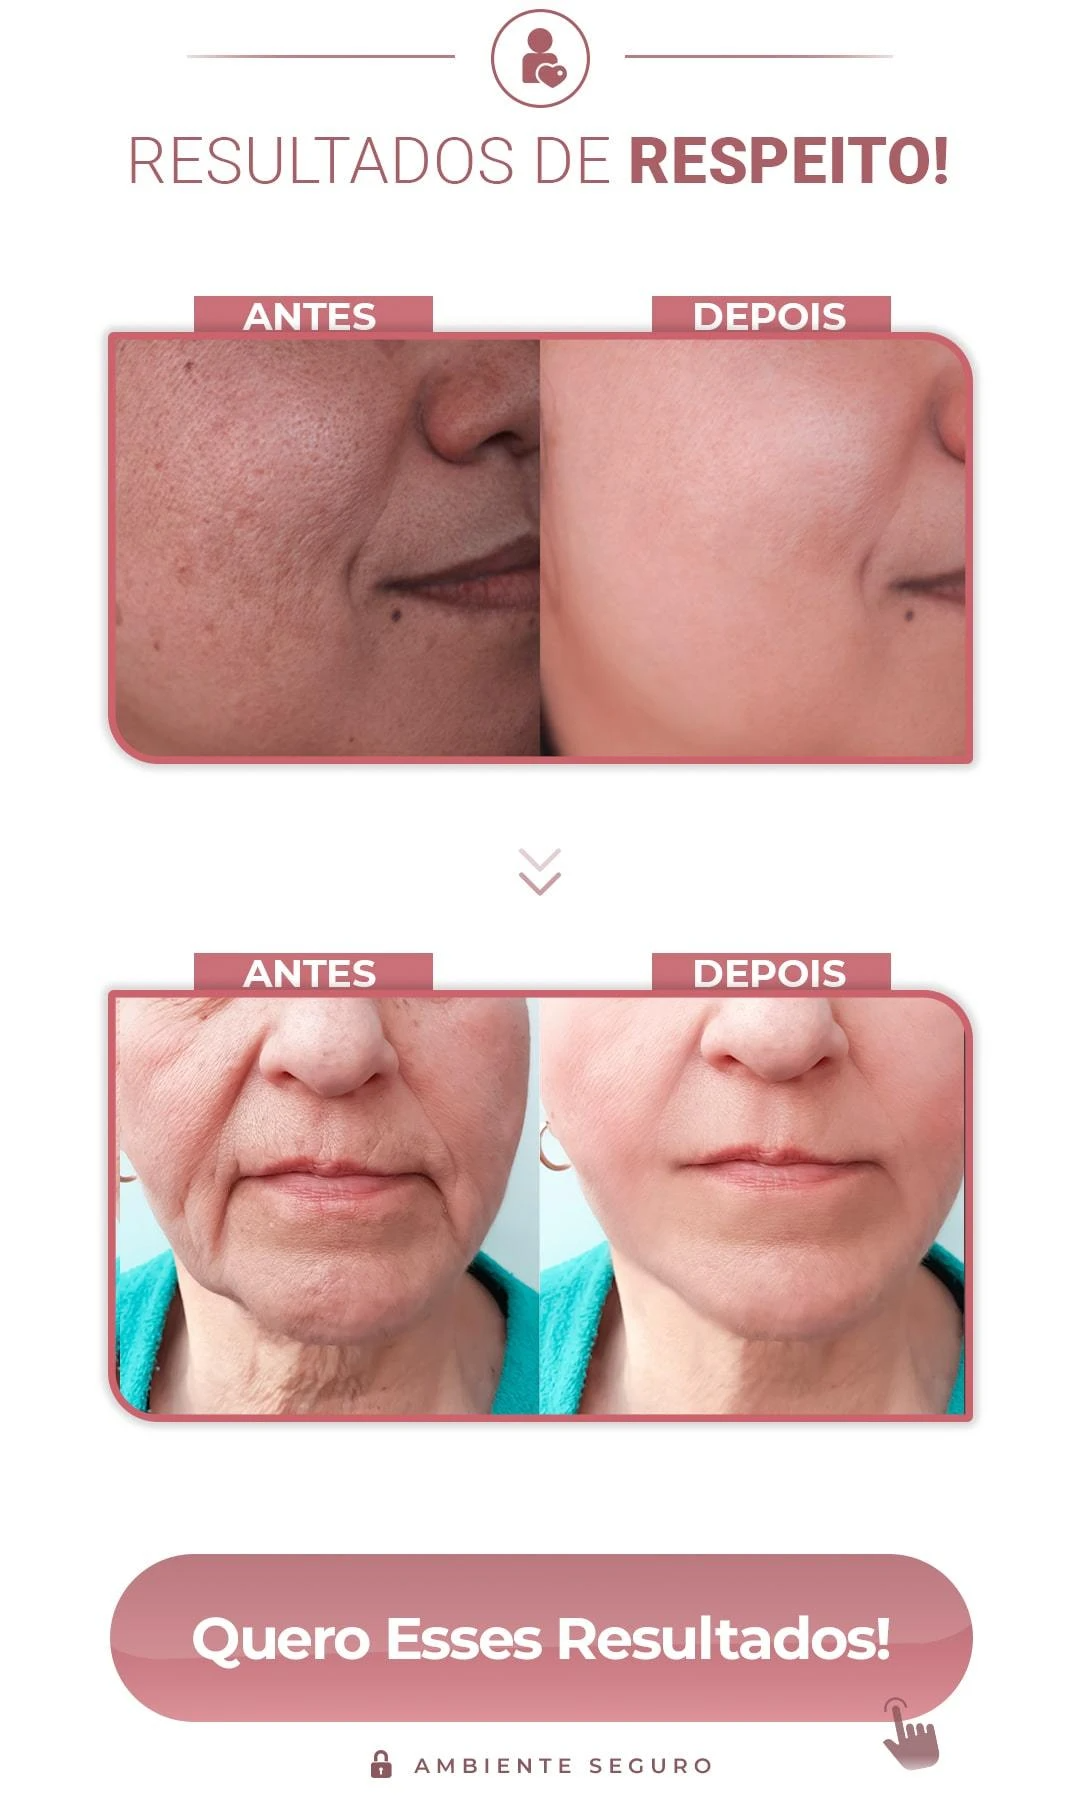 RESULTADOS DE RESPEITO!
ANTES DEPOIS
ANTES DEPOIS
Quero Esses Resultados!
AMBIENTE SEGURO